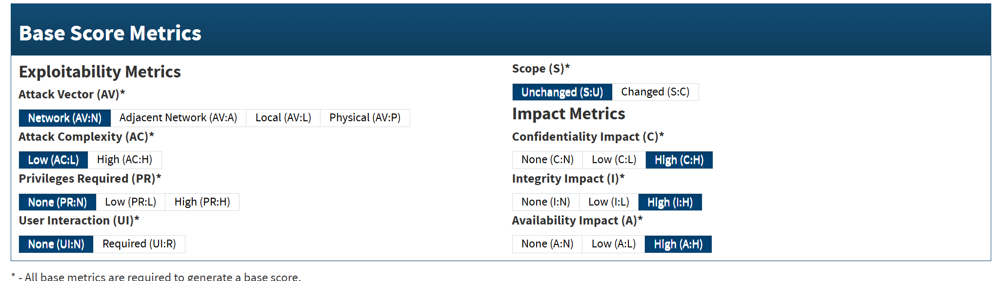 Base Score Metrics
Exploitability Metrics
Attack Vector (AV)*
Network (AV:N) Adjacent Network (AV:A) Local (AV:L) Physical (AV:P)
Attack Complexity (AC)*
Low (AC:L) High (AC:H)
Privileges Required (PR)*
None (PR:N) Low (PR:L) High (PR:H)
User Interaction (UI)*
None (UI:N) Required (UI:R)
Scope (S)*
Unchanged (S:U) Changed (S:C)
Impact Metrics
Confidentiality Impact (C)*
None (C:N) Low (C:L) High (C:H)
Integrity Impact (I)*
None (I:N) Low (I:L) High (I:H)
Availability Impact (A)*
None (A:N) Low (A:L) High (A:H)
* - All base metrics are required to generate a base score.